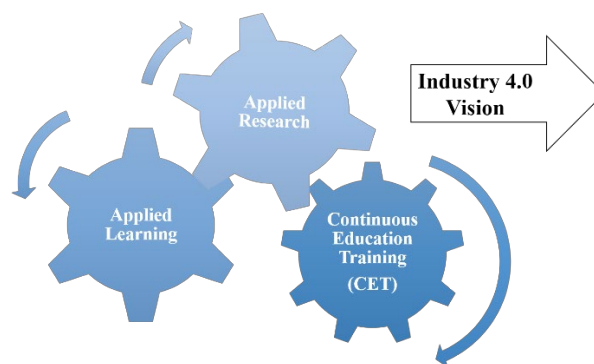 Applied
Research
Industry 4.0
Vision
Applied
Learning
Continuous
Education
Training
(CET)